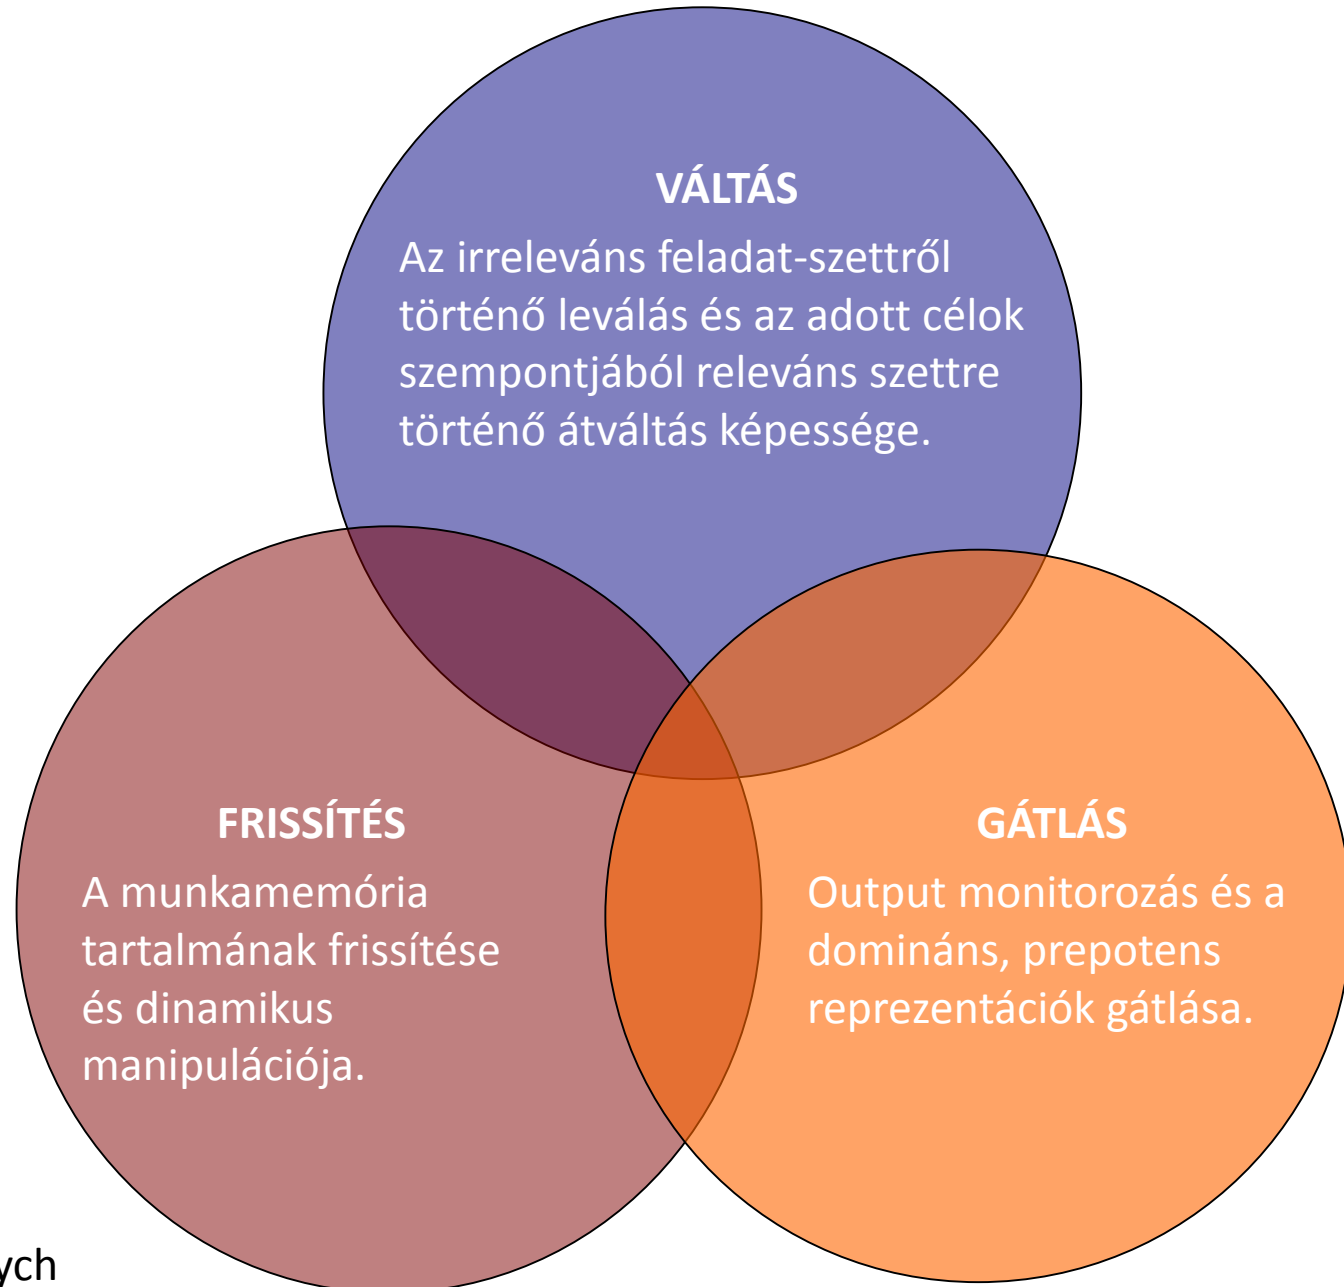 VÁLTÁS
Az irreleváns feladat-szettről
történő leválás és az adott célok
szempontjából releváns szettre
történő átváltás képessége.
FRISSÍTÉS
A munkamemória
tartalmának frissítése
és dinamikus
manipulációja.
GÁTLÁS
Output monitorozás és a
domináns, prepotens
reprezentációk gátlása.
ych